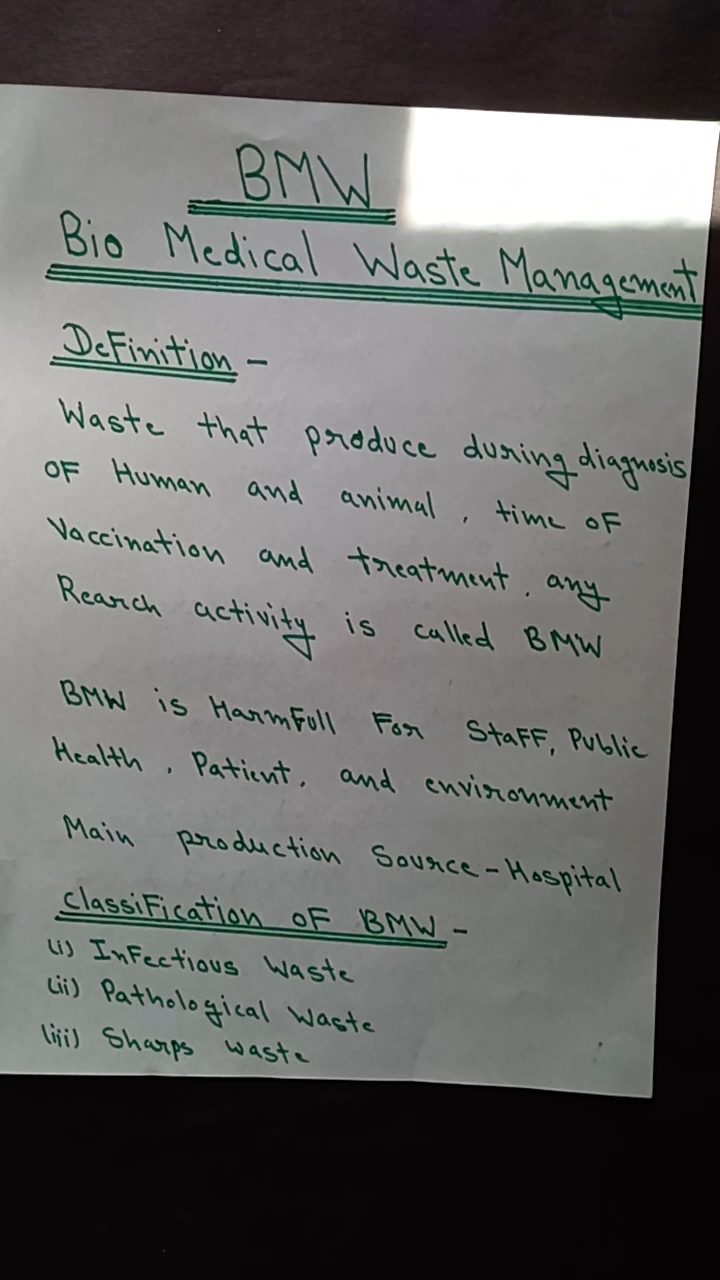 BMW
Bio Medical Waste Management
Definition -
Waste that produce during diagnosis
of Human and animal, time of
Vaccination and treatment, any
Rearch activity is called BMW
BMW is Harmfull For Staff, Public
Health, Patient, and environment
Main production Source - Hospital
classification of BMW -
(i) Infectious Waste
(ii) Pathological Waste
(iii) Sharps waste